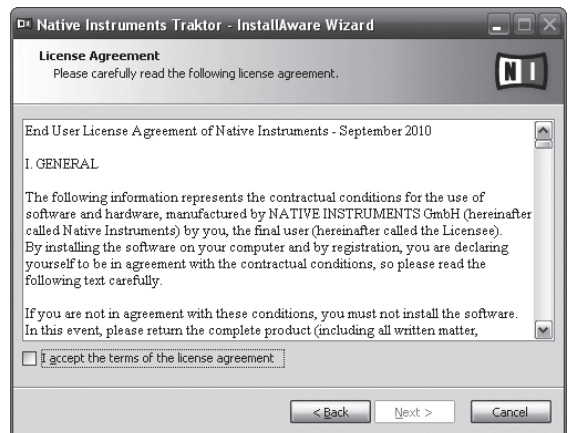 Native Instruments Traktor - InstallAware Wizard
License Agreement
Please carefully read the following license agreement.
N I
End User License Agreement of Native Instruments - September 2010
I. GENERAL
The following information represents the contractual conditions for the use of
software and hardware, manufactured by NATIVE INSTRUMENTS GmbH (hereinafter
called Native Instruments) by you, the final user (hereinafter called the Licensee).
By installing the software on your computer and by registration, you are declaring
yourself to be in agreement with the contractual conditions, so please read the
following text carefully.
If you are not in agreement with these conditions, you must not install the software.
In this event, please return the complete product (including all written matter,
I accept the terms of the license agreement
< Back Next > Cancel